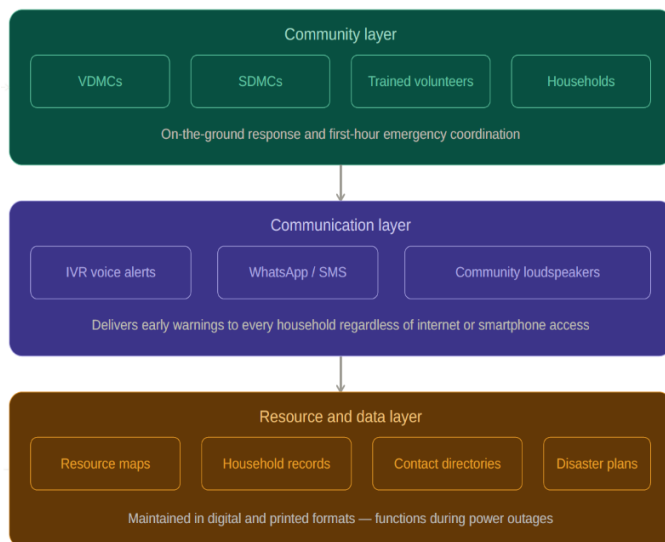 Community layer
VDMCs
SDMCs
Trained volunteers
Households
On-the-ground response and first-hour emergency coordination
Communication layer
IVR voice alerts
WhatsApp / SMS
Community loudspeakers
Delivers early warnings to every household regardless of internet or smartphone access
Resource and data layer
Resource maps
Household records
Contact directories
Disaster plans
Maintained in digital and printed formats — functions during power outages